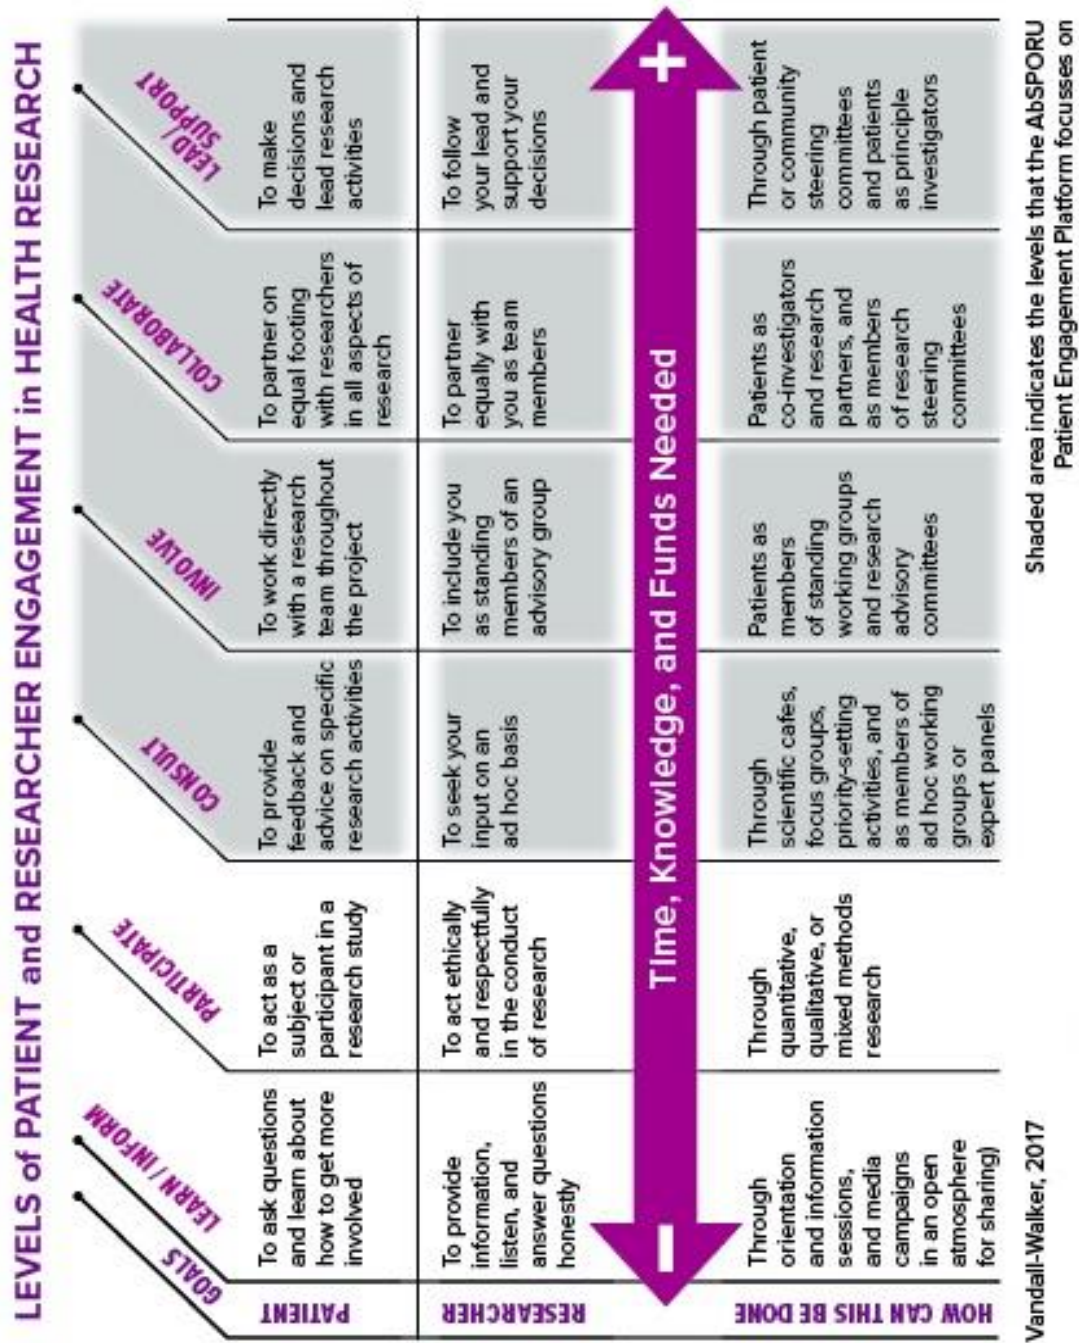 LEVELS of PATIENT and RESEARCHER ENGAGEMENT in HEALTH RESEARCH
GOALS
LEARN / INFORM
PARTICIPATE
CONSULT
INVOLVE
COLLABORATE
LEAD/
SUPPORT
PATIENT
To ask questions
and learn about
how to get more
involved
To act as a
subject or
participant in a
research study
To provide
feedback and
advice on specific
research activities
To work directly
with a research
team throughout
the project
To partner on
equal footing
with researchers
in all aspects of
research
To make
decisions and
lead research
activities
RESEARCHER
To provide
information,
listen, and
answer questions
honestly
To act ethically
and respectfully
in the conduct
of research
To seek your
input on an
ad hoc basis
To include you
as standing
members of an
advisory group
To partner
equally with
you as team
members
To follow
your lead and
support your
decisions
−
Time, Knowledge, and Funds Needed
+
HOW CAN THIS BE DONE
Through
orientation
and information
sessions,
and media
campaigns
in an open
atmosphere
for sharing)
Through
quantitative,
qualitative, or
mixed methods
research
Through
scientific cafes,
focus groups,
priority-setting
activities, and
as members of
ad hoc working
groups or
expert panels
Patients as
members
of standing
working groups
and research
advisory
committees
Patients as
co-investigators
and research
partners, and
as members
of research
steering
committees
Through patient
or community
steering
committees
and patients
as principle
investigators
Vandall-Walker, 2017
Shaded area indicates the levels that the AbSPORU
Patient Engagement Platform focusses on